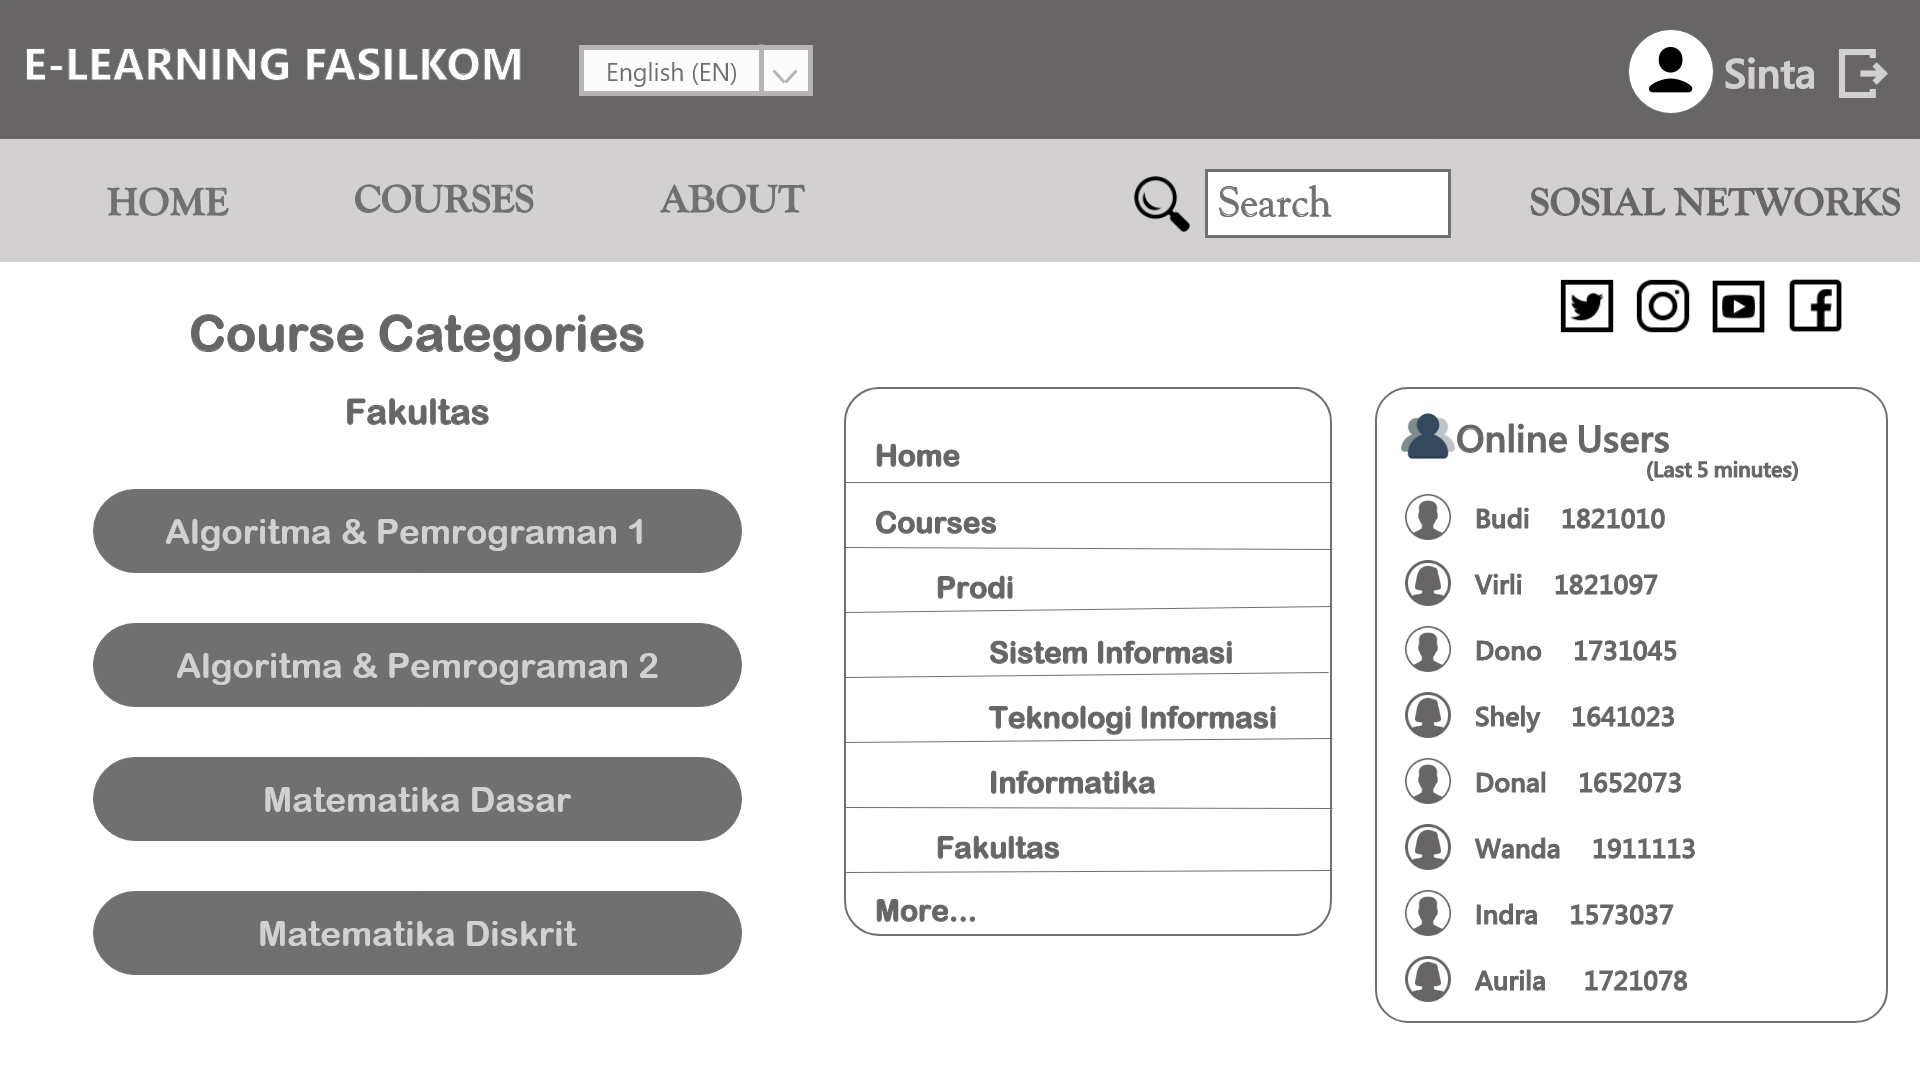 E-LEARNING FASILKOM
English (EN)
Sinta
HOME
COURSES
ABOUT
Search
SOSIAL NETWORKS
Course Categories
Fakultas
Algoritma & Pemrograman 1
Algoritma & Pemrograman 2
Matematika Dasar
Matematika Diskrit
Home
Courses
Prodi
Sistem Informasi
Teknologi Informasi
Informatika
Fakultas
More...
Online Users
(Last 5 minutes)
Budi 1821010
Virli 1821097
Dono 1731045
Shely 1641023
Donal 1652073
Wanda 1911113
Indra 1573037
Aurila 1721078